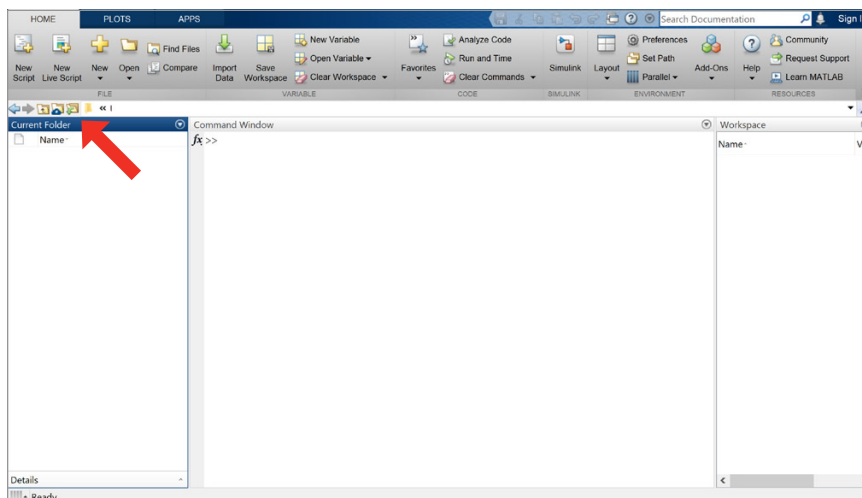 HOME PLOTS APPS Search Documentation Sign I
New Script New Live Script New Open Find Files Compare Import Data Save Workspace New Variable Open Variable Clear Workspace Favorites Analyze Code Run and Time Clear Commands Simulink Layout Preferences Set Path Parallel Add-Ons Help Community Request Support Learn MATLAB
FILE VARIABLE CODE SIMULINK ENVIRONMENT RESOURCES
«
Current Folder Command Window Workspace
Name fx >> Name V
Details
Ready